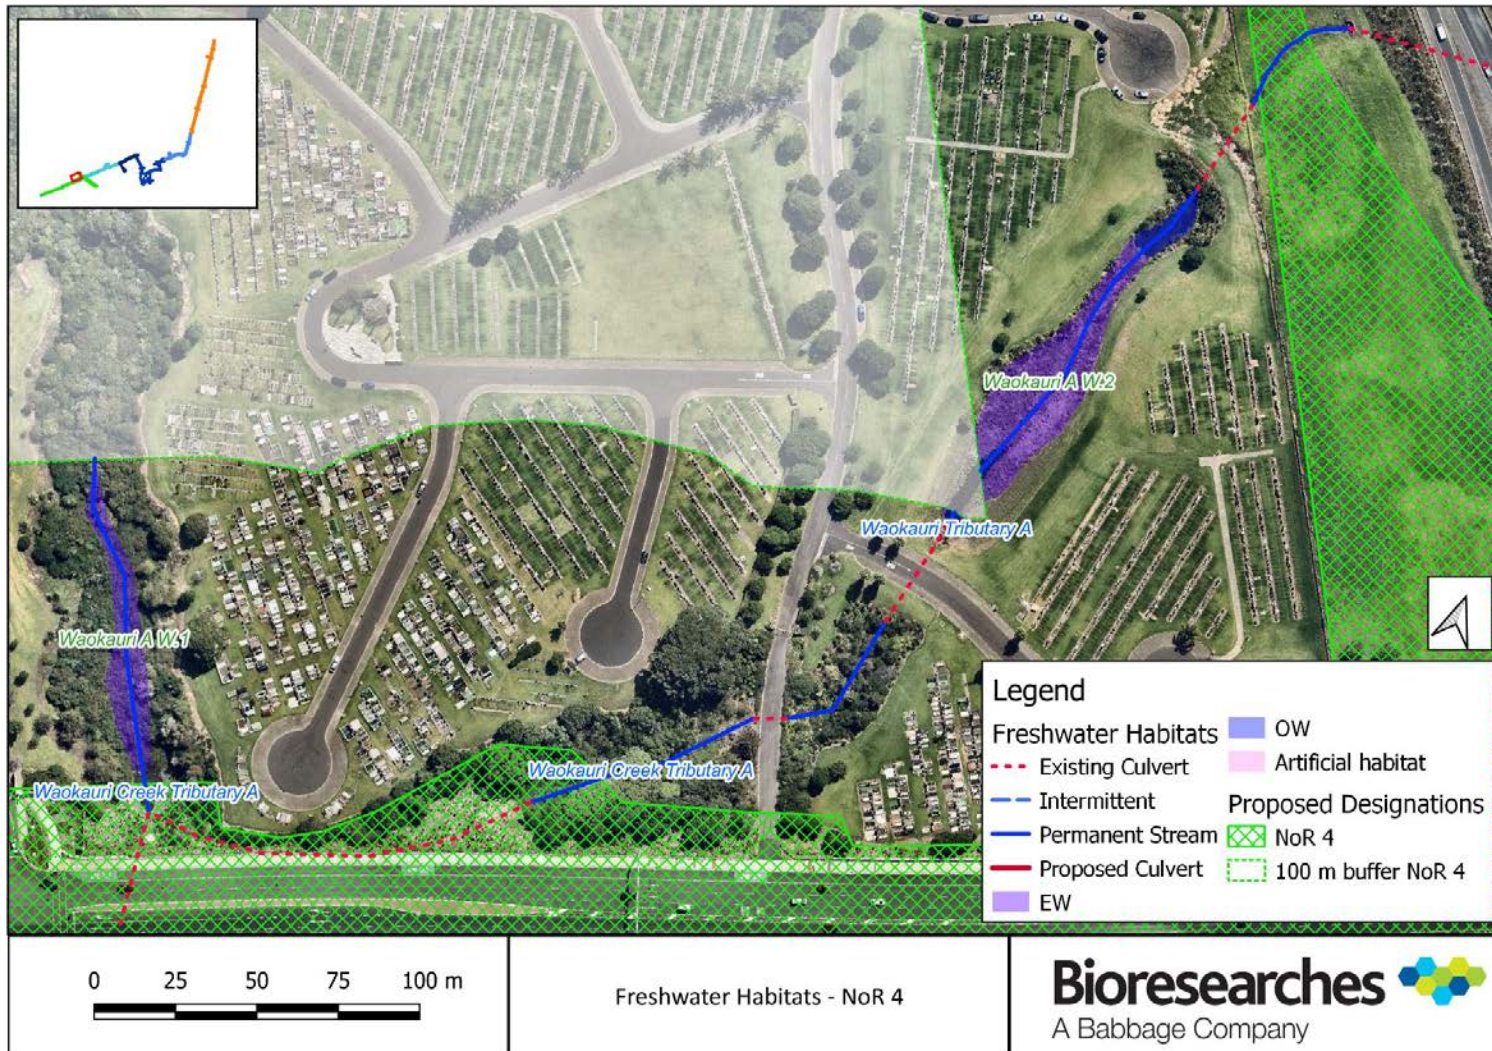 Waokauri A W.2
Waokauri Tributary A
Waokauri A W.1
Waokauri Creek Tributary A
Waokauri Creek Tributary A
Legend
Freshwater Habitats
Existing Culvert
Intermittent
Permanent Stream
Proposed Culvert
EW
OW
Artificial habitat
Proposed Designations
NoR 4
100 m buffer NoR 4
0 25 50 75 100 m
Freshwater Habitats - NoR 4
Bioresearches
A Babbage Company